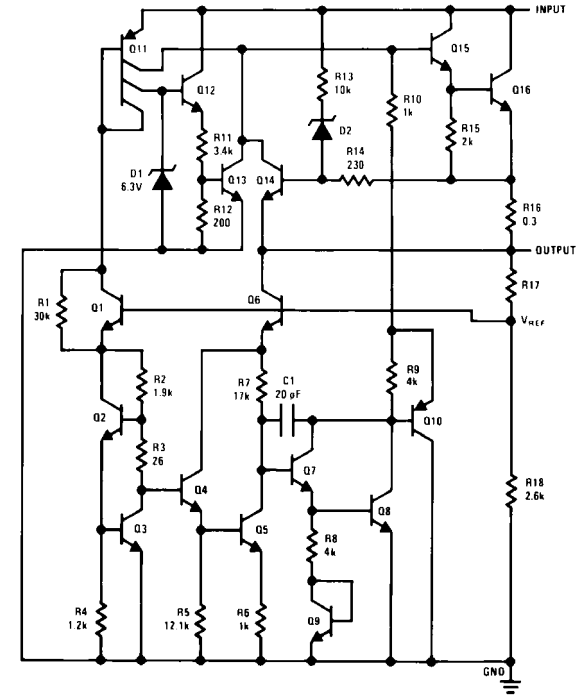 INPUT
Q11
Q15
Q12
R13
10k
Q16
R10
1k
D2
R15
2k
R11
3.4k
R14
230
D1
6.3V
Q13
Q14
R12
200
R16
0.3
OUTPUT
R17
R1
30k
Q1
Q6
VREF
R2
1.9k
R7
17k
C1
20 pF
R9
4k
Q10
Q2
R3
26
Q7
Q4
R18
2.6k
Q3
Q5
Q8
R8
4k
R4
1.2k
R5
12.1k
R6
1k
Q9
GND